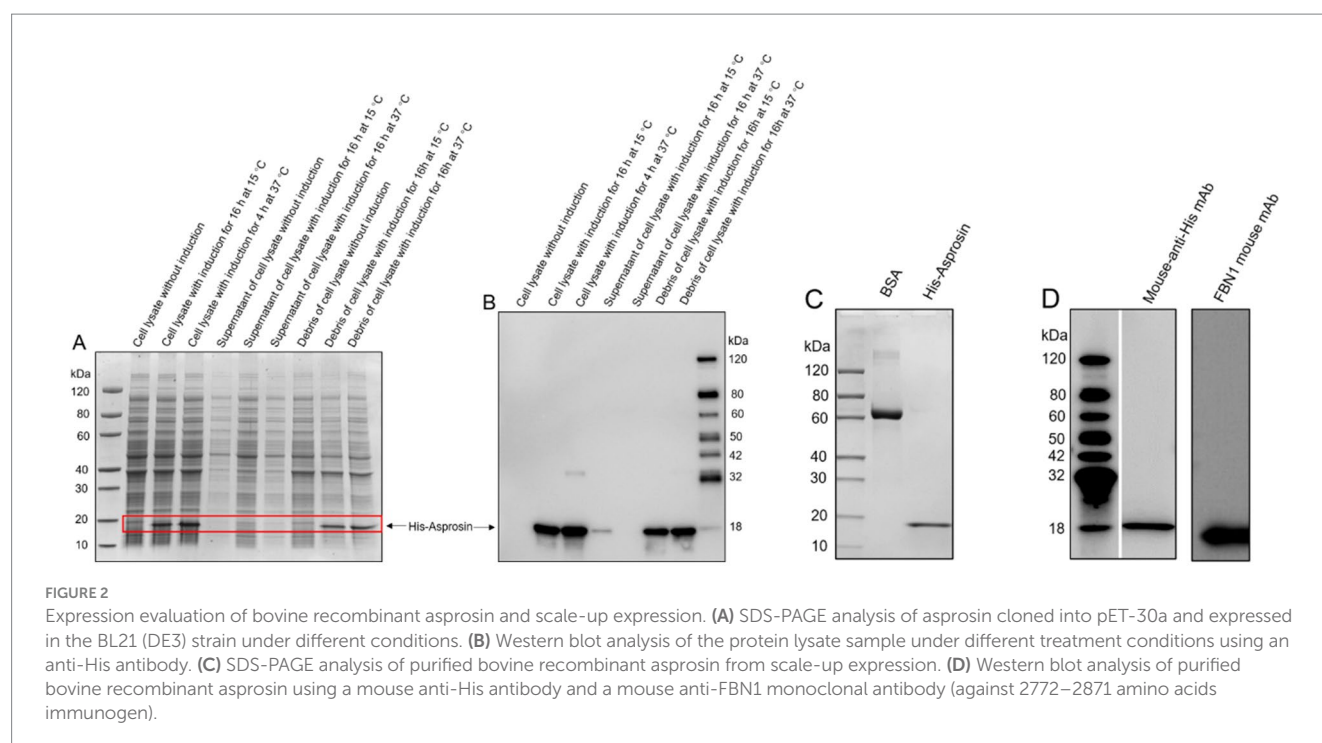 Cell lysate without induction
Cell lysate with induction for 16 h at 15 °C
Cell lysate with induction for 4 h at 37 °C
Supernatant of cell lysate without induction
Supernatant of cell lysate with induction for 16 h at 15 °C
Supernatant of cell lysate with induction for 16 h at 37 °C
Debris of cell lysate without induction
Debris of cell lysate with induction for 16h at 15 °C
Debris of cell lysate with induction for 16h at 37 °C
A
kDa
120
80
60
40
30
20
10
His-Asprosin
Cell lysate without induction
Cell lysate with induction for 16 h at 15 °C
Cell lysate with induction for 4 h at 37 °C
Supernatant of cell lysate with induction for 16 h at 15 °C
Supernatant of cell lysate with induction for 16 h at 37 °C
Debris of cell lysate with induction for 16h at 15 °C
Debris of cell lysate with induction for 16h at 37 °C
B
kDa
120
80
60
50
42
32
18
C
BSA
His-Asprosin
kDa
120
80
60
40
30
20
10
D
Mouse-anti-His mAb
FBN1 mouse mAb
kDa
120
80
60
50
42
32
18
FIGURE 2
Expression evaluation of bovine recombinant asprosin and scale-up expression. (A) SDS-PAGE analysis of asprosin cloned into pET-30a and expressed
in the BL21 (DE3) strain under different conditions. (B) Western blot analysis of the protein lysate sample under different treatment conditions using an
anti-His antibody. (C) SDS-PAGE analysis of purified bovine recombinant asprosin from scale-up expression. (D) Western blot analysis of purified
bovine recombinant asprosin using a mouse anti-His antibody and a mouse anti-FBN1 monoclonal antibody (against 2772–2871 amino acids
immunogen).